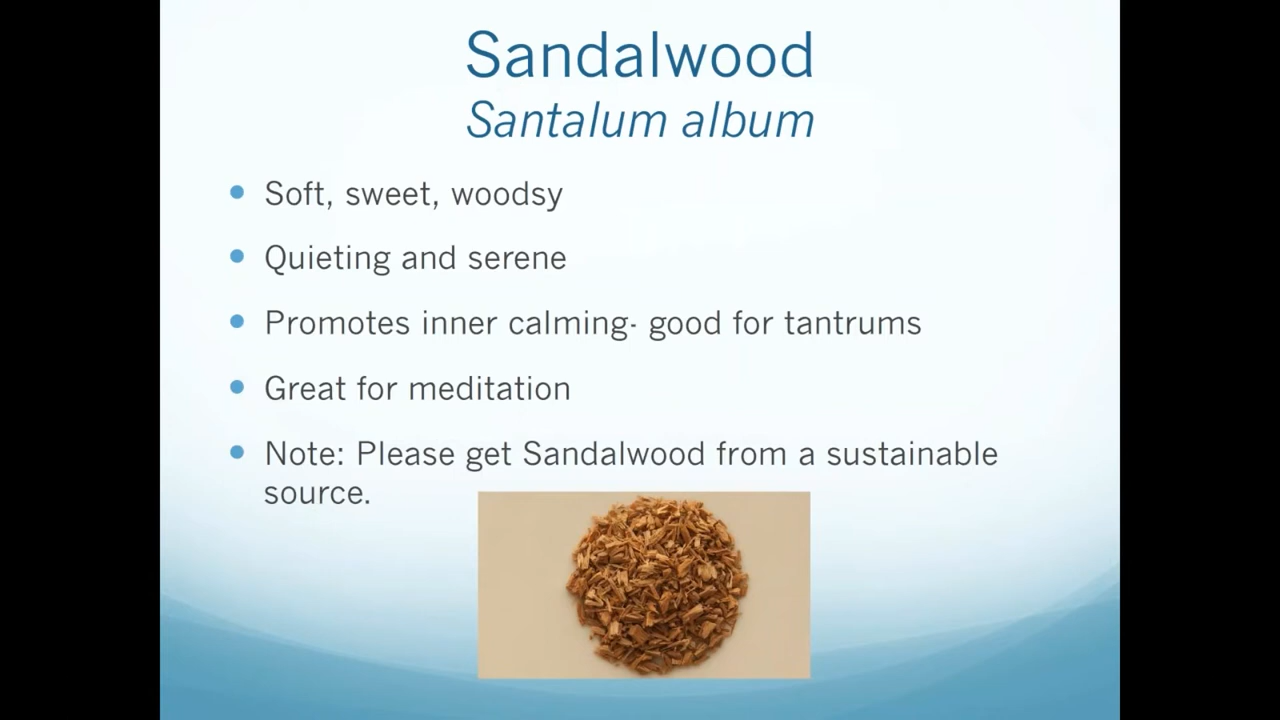 Sandalwood
Santalum album
• Soft, sweet, woodsy
• Quieting and serene
• Promotes inner calming- good for tantrums
• Great for meditation
• Note: Please get Sandalwood from a sustainable
source.